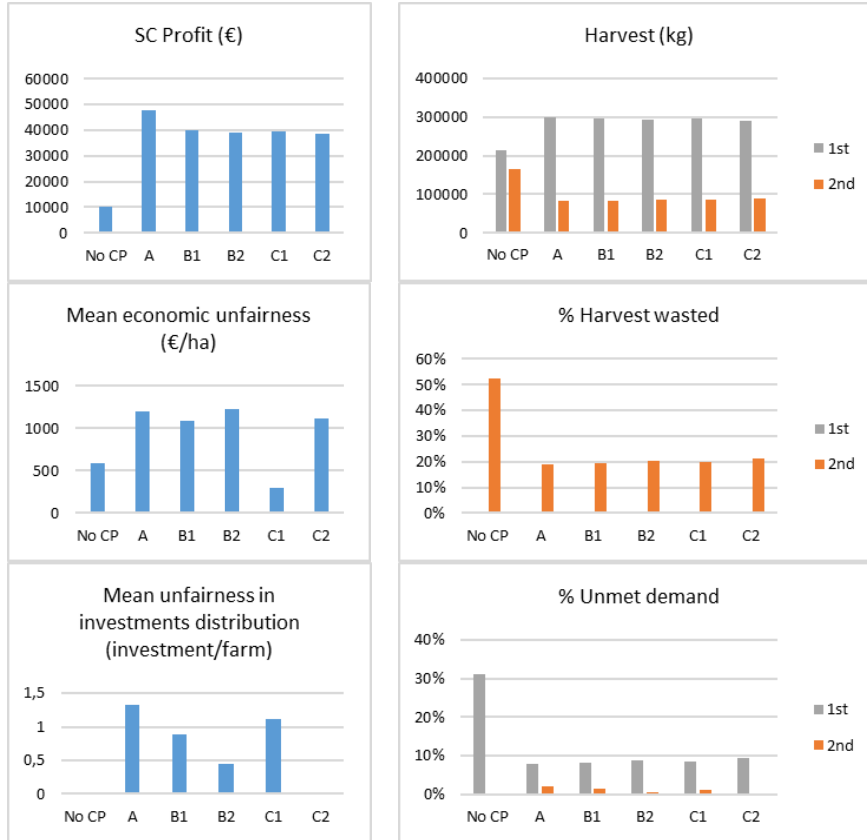 SC Profit (€)
60000
50000
40000
30000
20000
10000
0
No CP A B1 B2 C1 C2
Harvest (kg)
400000
300000
200000
100000
0
No CP A B1 B2 C1 C2
1st
2nd
Mean economic unfairness
(€/ha)
1500
1000
500
0
No CP A B1 B2 C1 C2
% Harvest wasted
60%
50%
40%
30%
20%
10%
0%
No CP A B1 B2 C1 C2
1st
2nd
Mean unfairness in
investments distribution
(investment/farm)
1,5
1
0,5
0
No CP A B1 B2 C1 C2
% Unmet demand
40%
30%
20%
10%
0%
No CP A B1 B2 C1 C2
1st
2nd